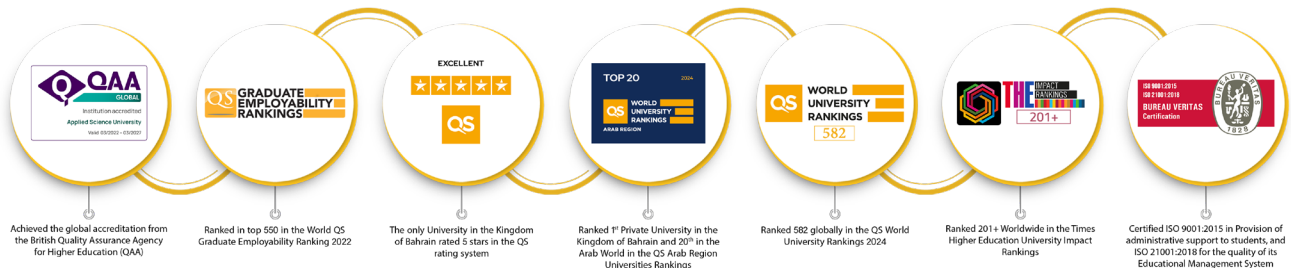 QAA
GLOBAL
Institution accredited
Applied Science University
Valid 03/2022 - 03/2027
Achieved the global accreditation from
the British Quality Assurance Agency
for Higher Education (QAA)
QS GRADUATE
EMPLOYABILITY
RANKINGS
Ranked in top 550 in the World QS
Graduate Employability Ranking 2022
EXCELLENT
QS
The only University in the Kingdom
of Bahrain rated 5 stars in the QS
rating system
TOP 20 2024
QS WORLD
UNIVERSITY
RANKINGS
ARAB REGION
Ranked 1st Private University in the
Kingdom of Bahrain and 20th in the
Arab World in the QS Arab Region
Universities Rankings
QS WORLD
UNIVERSITY
RANKINGS
582
Ranked 582 globally in the QS World
University Rankings 2024
THE IMPACT
RANKINGS
201+
Ranked 201+ Worldwide in the Times
Higher Education University Impact
Rankings
ISO 9001:2015
ISO 21001:2018
BUREAU VERITAS
Certification
BUREAU VERITAS
1828
Certified ISO 9001:2015 in Provision of
administrative support to students, and
ISO 21001:2018 for the quality of its
Educational Management System